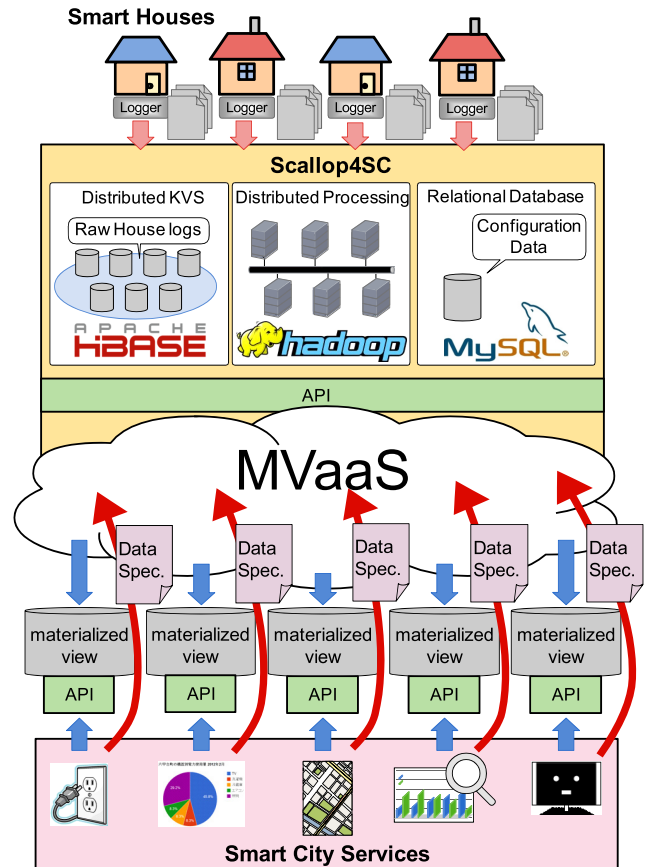 Smart Houses
Logger
Logger
Logger
Logger
Scallop4SC
Distributed KVS
Distributed Processing
Relational Database
Raw House logs
Configuration
Data
APACHE
HBASE
hadoop
MySQL®
API
MVaaS
Data
Spec.
Data
Spec.
Data
Spec.
Data
Spec.
Data
Spec.
materialized
view
materialized
view
materialized
view
materialized
view
materialized
view
API
API
API
API
API
Smart City Services